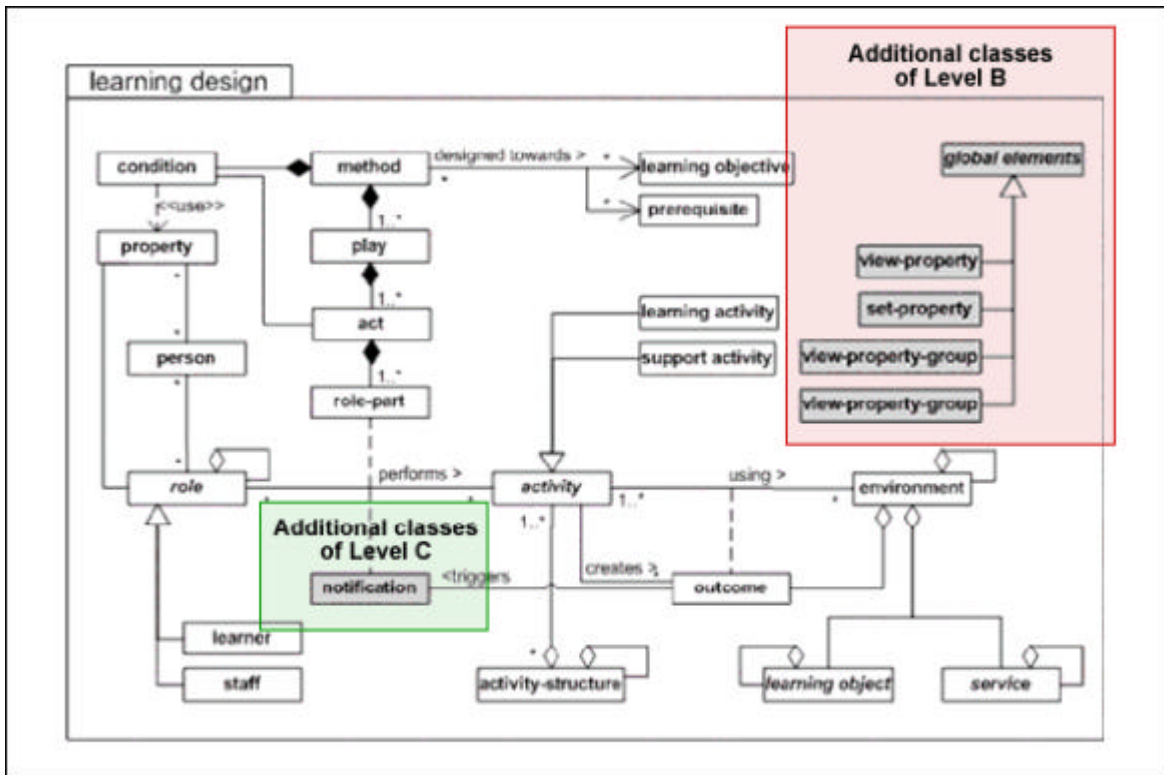 Additional classes
of Level B
learning design
condition
method
designed towards >
*
*
learning objective
global elements
<<use>>
*
prerequisite
1..*
property
play
view-property
*
1..*
learning activity
set-property
act
*
person
support activity
view-property-group
*
1..*
role-part
view-property-group
*
performs >
using >
role
activity
environment
*
*
1..*
*
Additional classes
of Level C
1..*
creates >
*
notification
<triggers
outcome
learner
*
staff
activity-structure
learning object
service